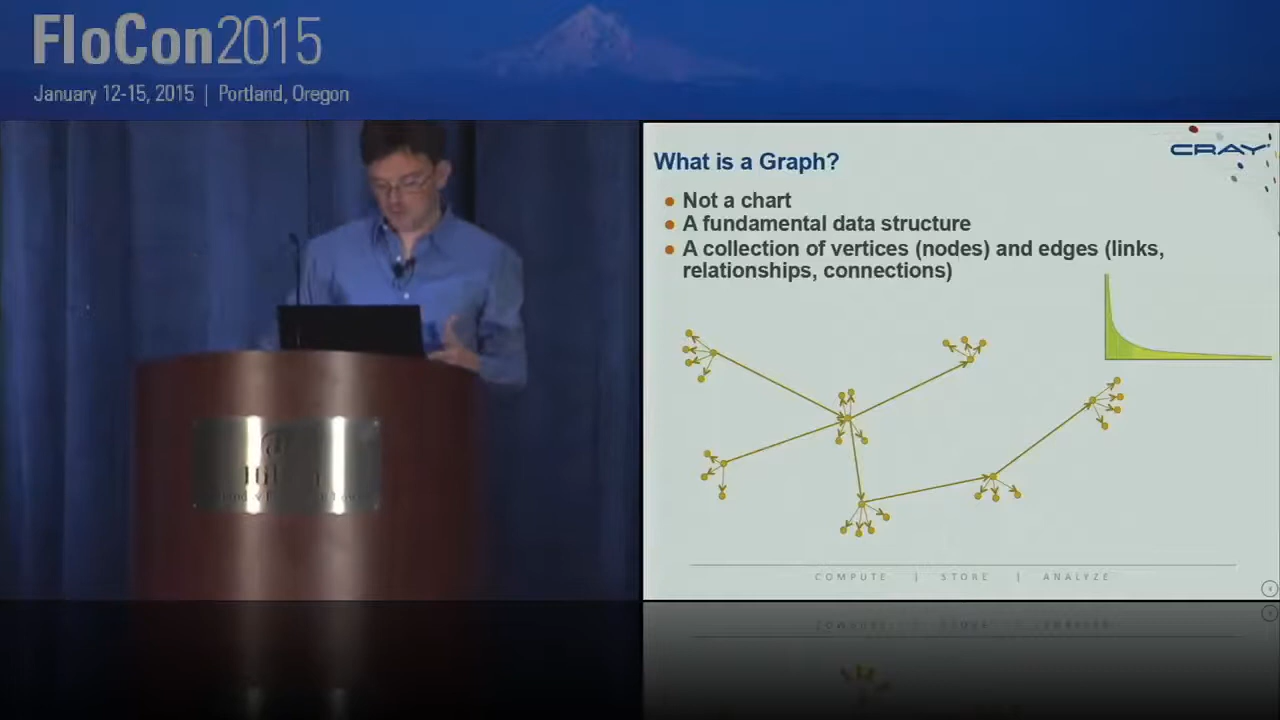 FloCon2015
January 12-15, 2015 | Portland, Oregon
CRAY
What is a Graph?
Not a chart
A fundamental data structure
A collection of vertices (nodes) and edges (links,
relationships, connections)
COMPUTE | STORE | ANALYZE